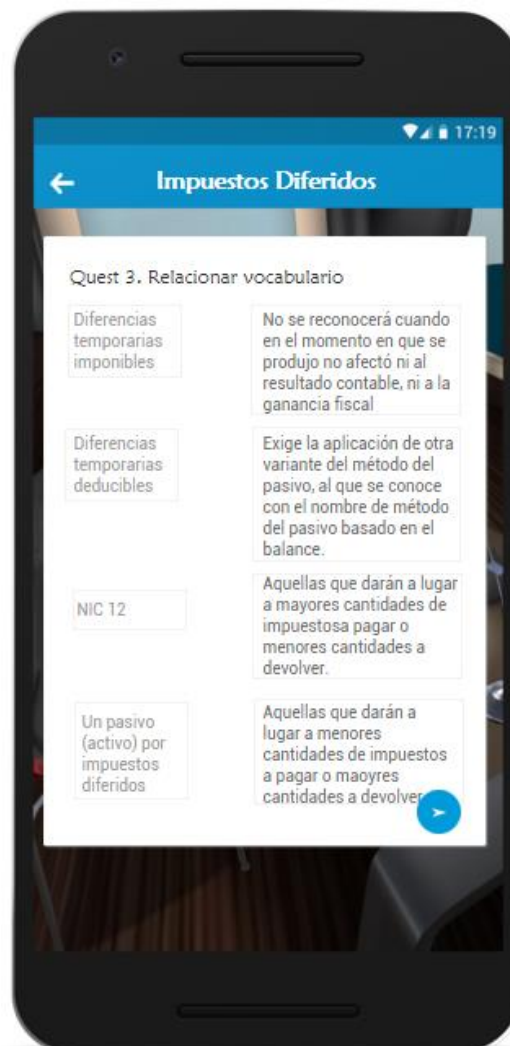 17:19
Impuestos Diferidos
Quest 3. Relacionar vocabulario
Diferencias
temporarias
imponibles
No se reconocerá cuando
en el momento en que se
produjo no afectó ni al
resultado contable, ni a la
ganancia fiscal
Diferencias
temporarias
deducibles
Exige la aplicación de otra
variante del método del
pasivo, al que se conoce
con el nombre de método
del pasivo basado en el
balance.
NIC 12
Aquellas que darán a lugar
a mayores cantidades de
impuestosa pagar o
menores cantidades a
devolver.
Un pasivo
(activo) por
impuestos
diferidos
Aquellas que darán a
lugar a menores
cantidades de impuestos
a pagar o maoyres
cantidades a devolver